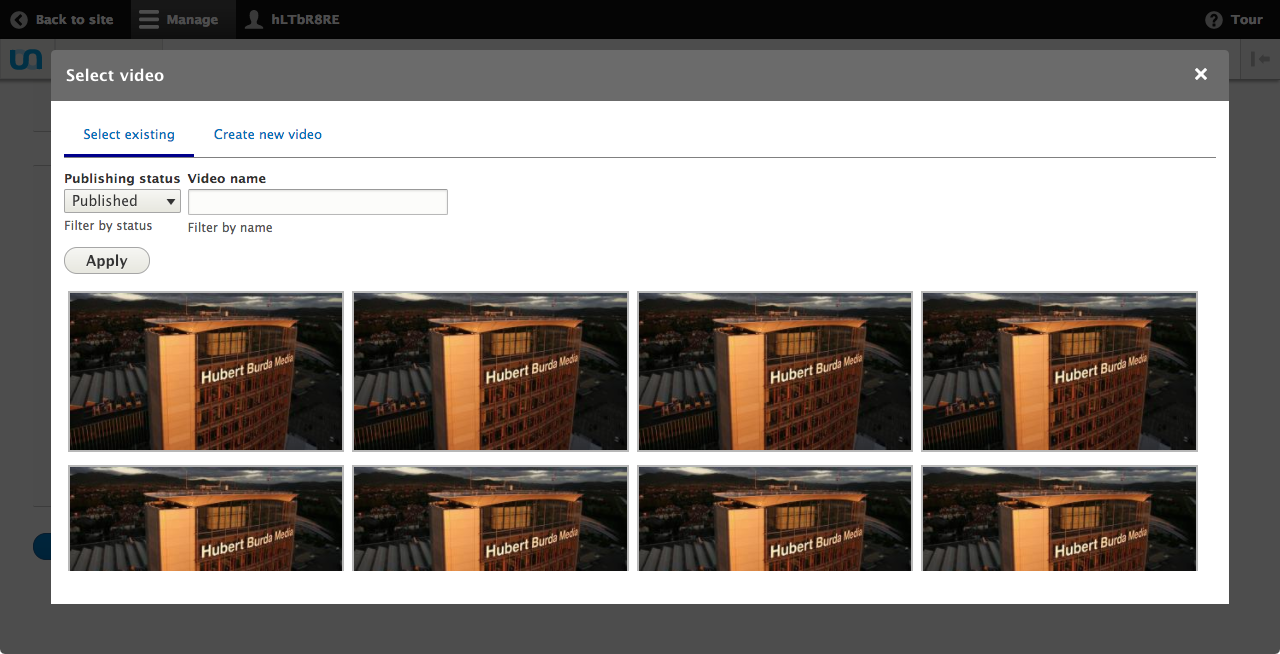 Back to site Manage hLTbR8RE Tour
Select video
Select existing Create new video
Publishing status Video name
Published
Filter by status Filter by name
Apply
Hubert Burda Media Hubert Burda Media Hubert Burda Media Hubert Burda Media
Hubert Burda Media Hubert Burda Media Hubert Burda Media Hubert Burda Media